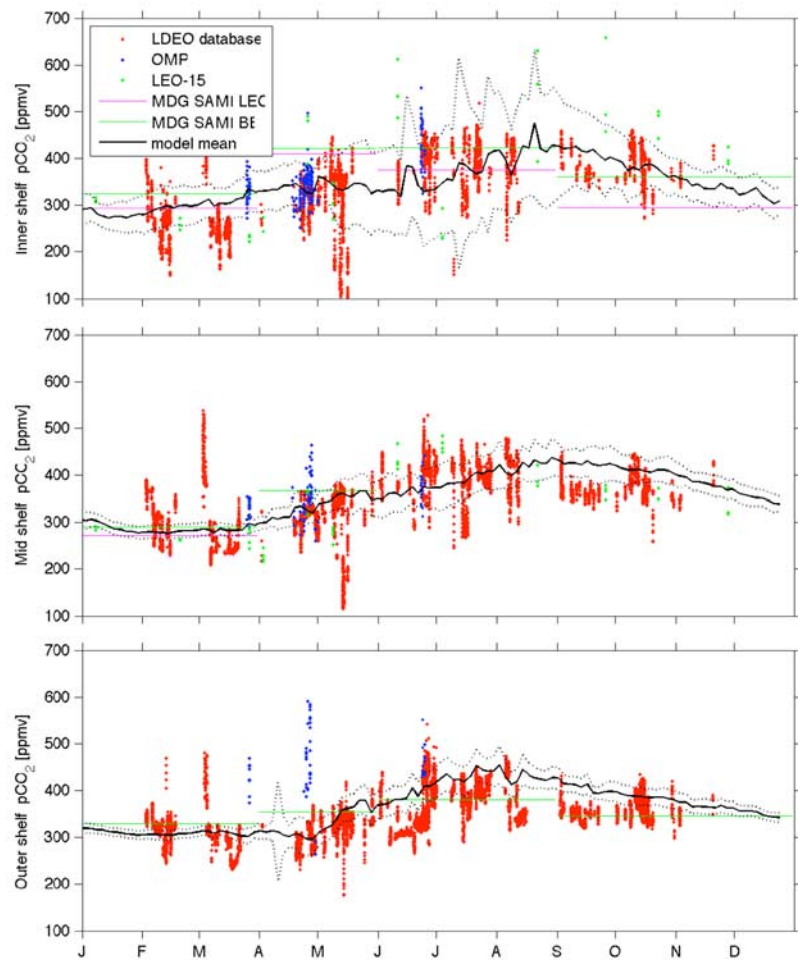 700
600
500
400
300
200
100
Inner shelf pCO2 [ppmv]
LDEO database
OMP
LEO-15
MDG SAMI LEO
MDG SAMI BB
model mean
700
600
500
400
300
200
100
Mid shelf pCO2 [ppmv]
700
600
500
400
300
200
100
Outer shelf pCO2 [ppmv]
J F M A M J J A S O N D